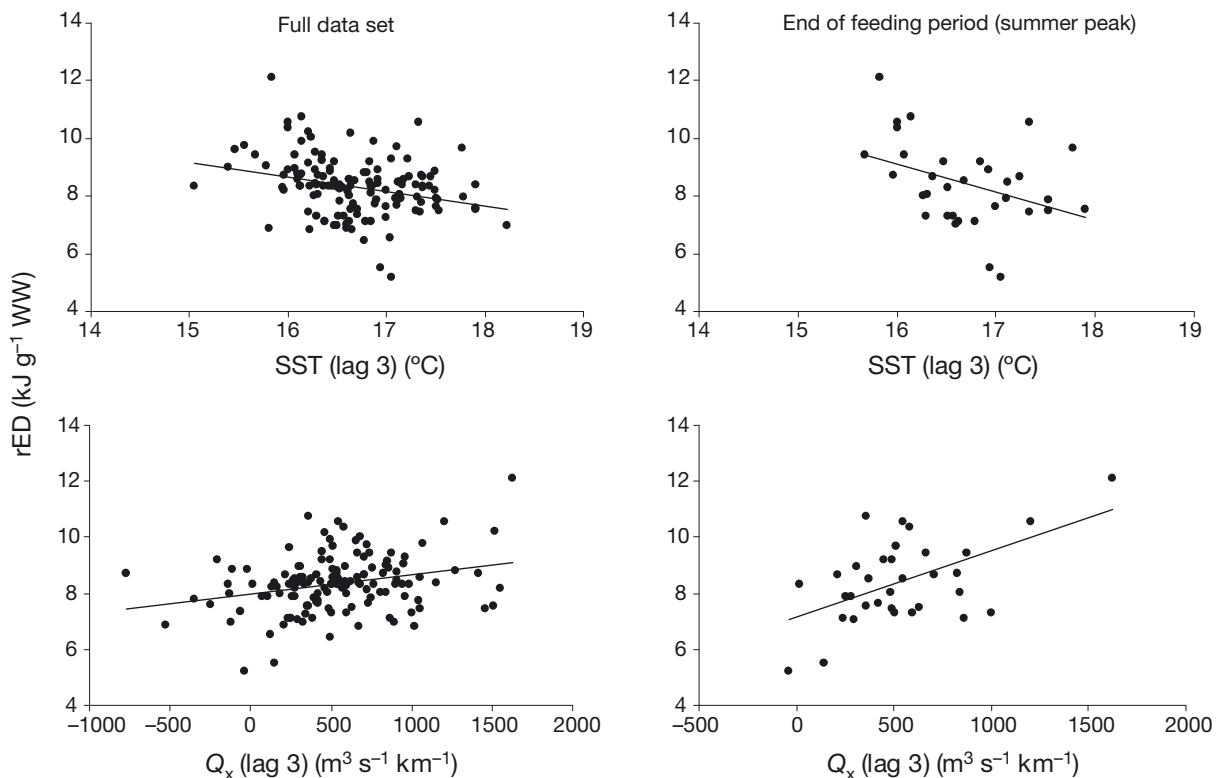 Full data set
End of feeding period (summer peak)
rED (kJ g⁻¹ WW)
14
12
10
8
6
4
14 15 16 17 18 19
SST (lag 3) (ºC)
14
12
10
8
6
4
14 15 16 17 18 19
SST (lag 3) (ºC)
14
12
10
8
6
4
–1000 –500 0 500 1000 1500 2000
Qₓ (lag 3) (m³ s⁻¹ km⁻¹)
14
12
10
8
6
4
–500 0 500 1000 1500 2000
Qₓ (lag 3) (m³ s⁻¹ km⁻¹)